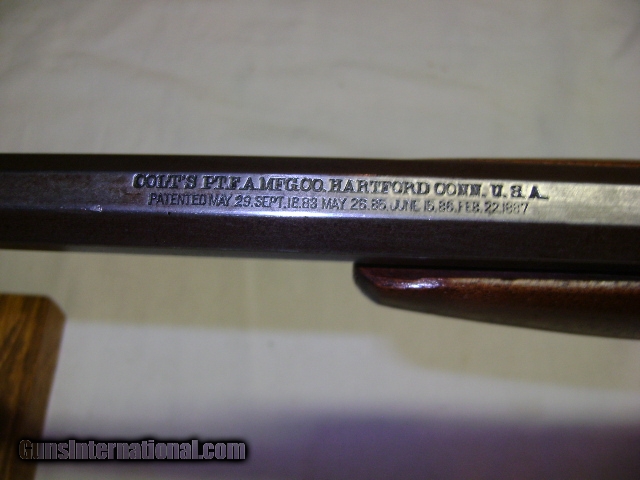 COLT'S PT.F.A MFG.CO. HARTFORD CONN. U.S.A.
PATENTED MAY 29. SEPT.18.83 MAY 26.85 JUNE 15.86. FEB.22.1887
GunsInternational.com